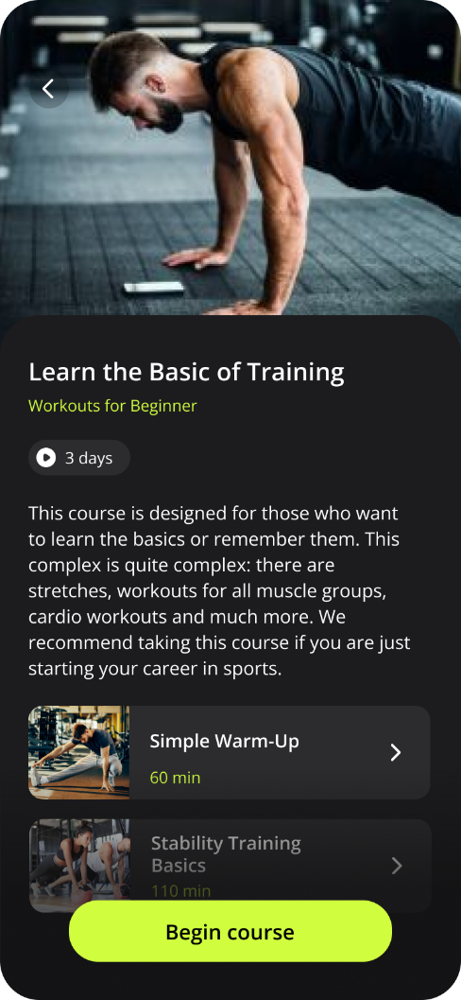 Learn the Basic of Training
Workouts for Beginner
3 days
This course is designed for those who want
to learn the basics or remember them. This
complex is quite complex: there are
stretches, workouts for all muscle groups,
cardio workouts and much more. We
recommend taking this course if you are just
starting your career in sports.
Simple Warm-Up
60 min
Stability Training
Basics
110 min
Begin course